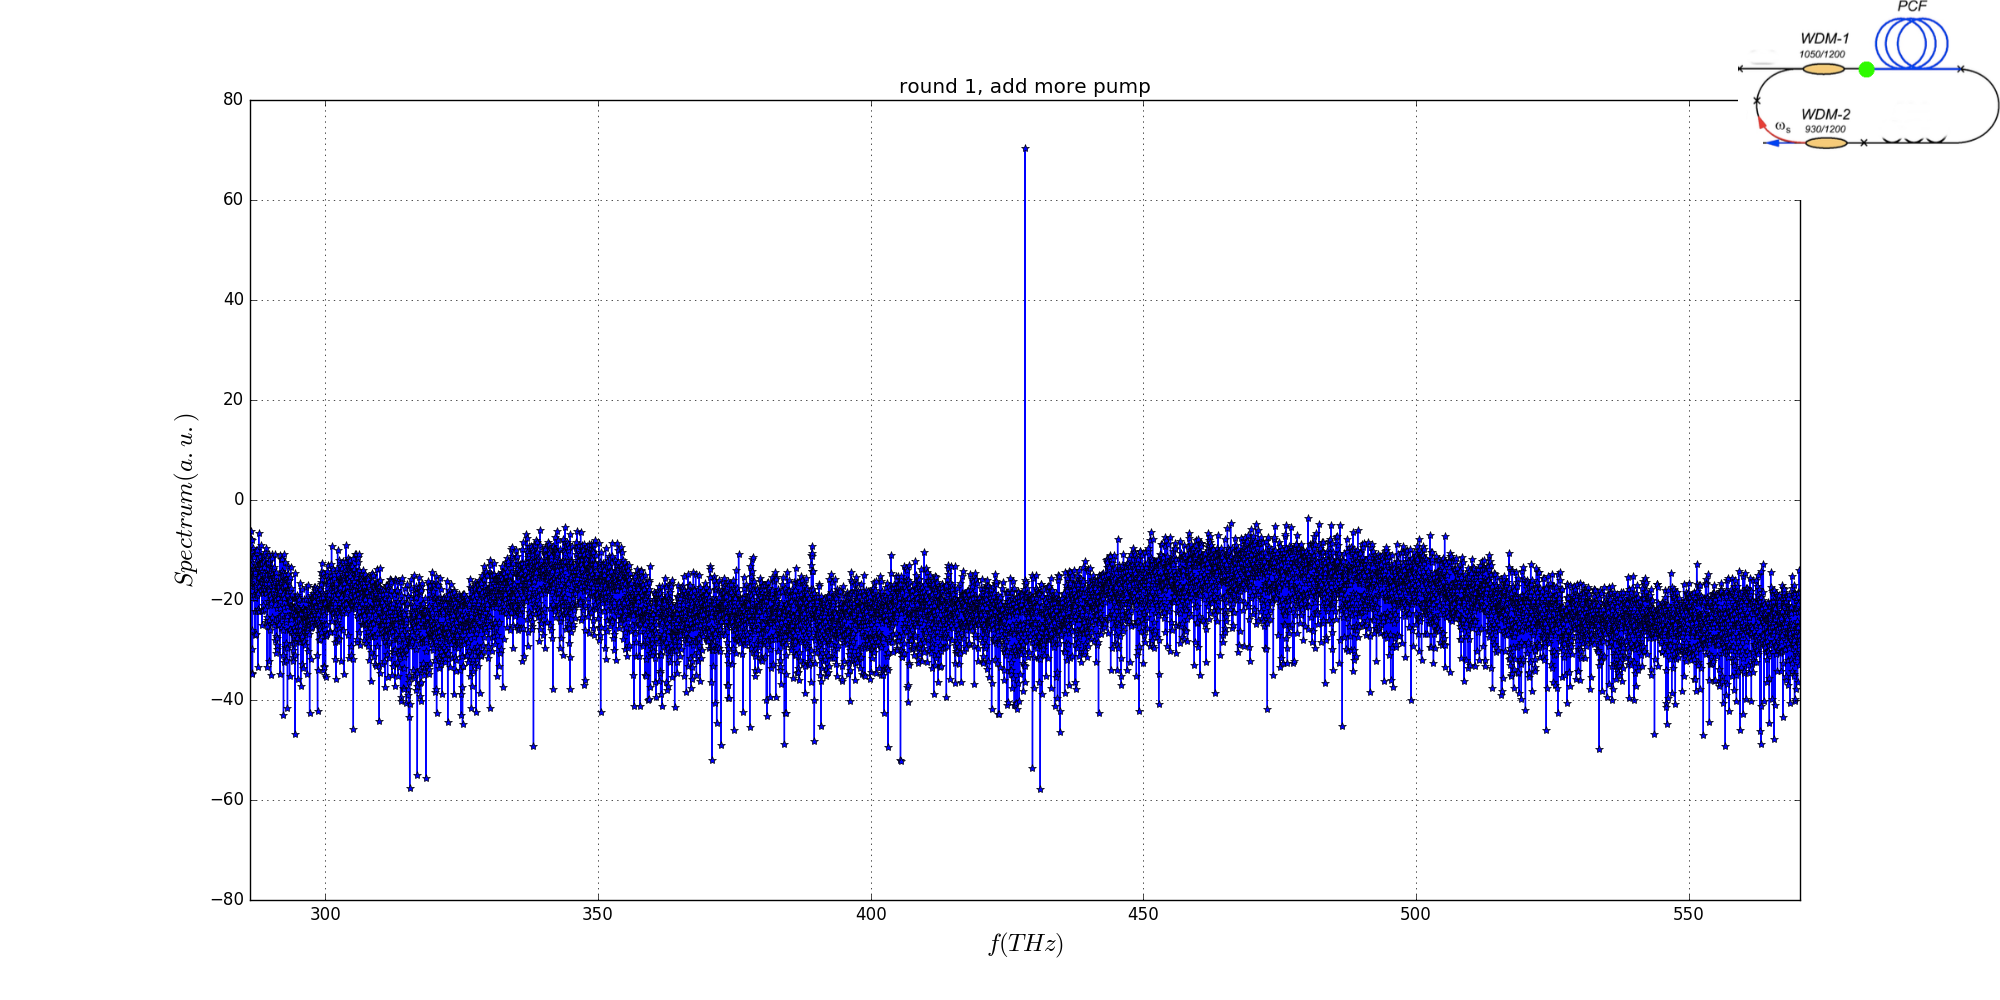 PCF
WDM-1
1050/1200
WDM-2
930/1200
ωs
round 1, add more pump
80
60
40
20
0
−20
−40
−60
−80
Spectrum(a. u. )
300
350
400
450
500
550
f(THz)